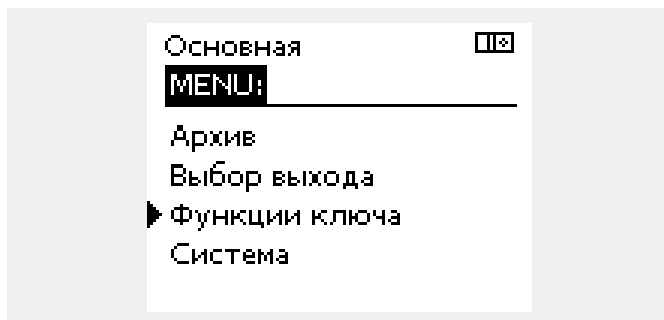 Основная
MENU:
Архив
Выбор выхода
Функции ключа
Система